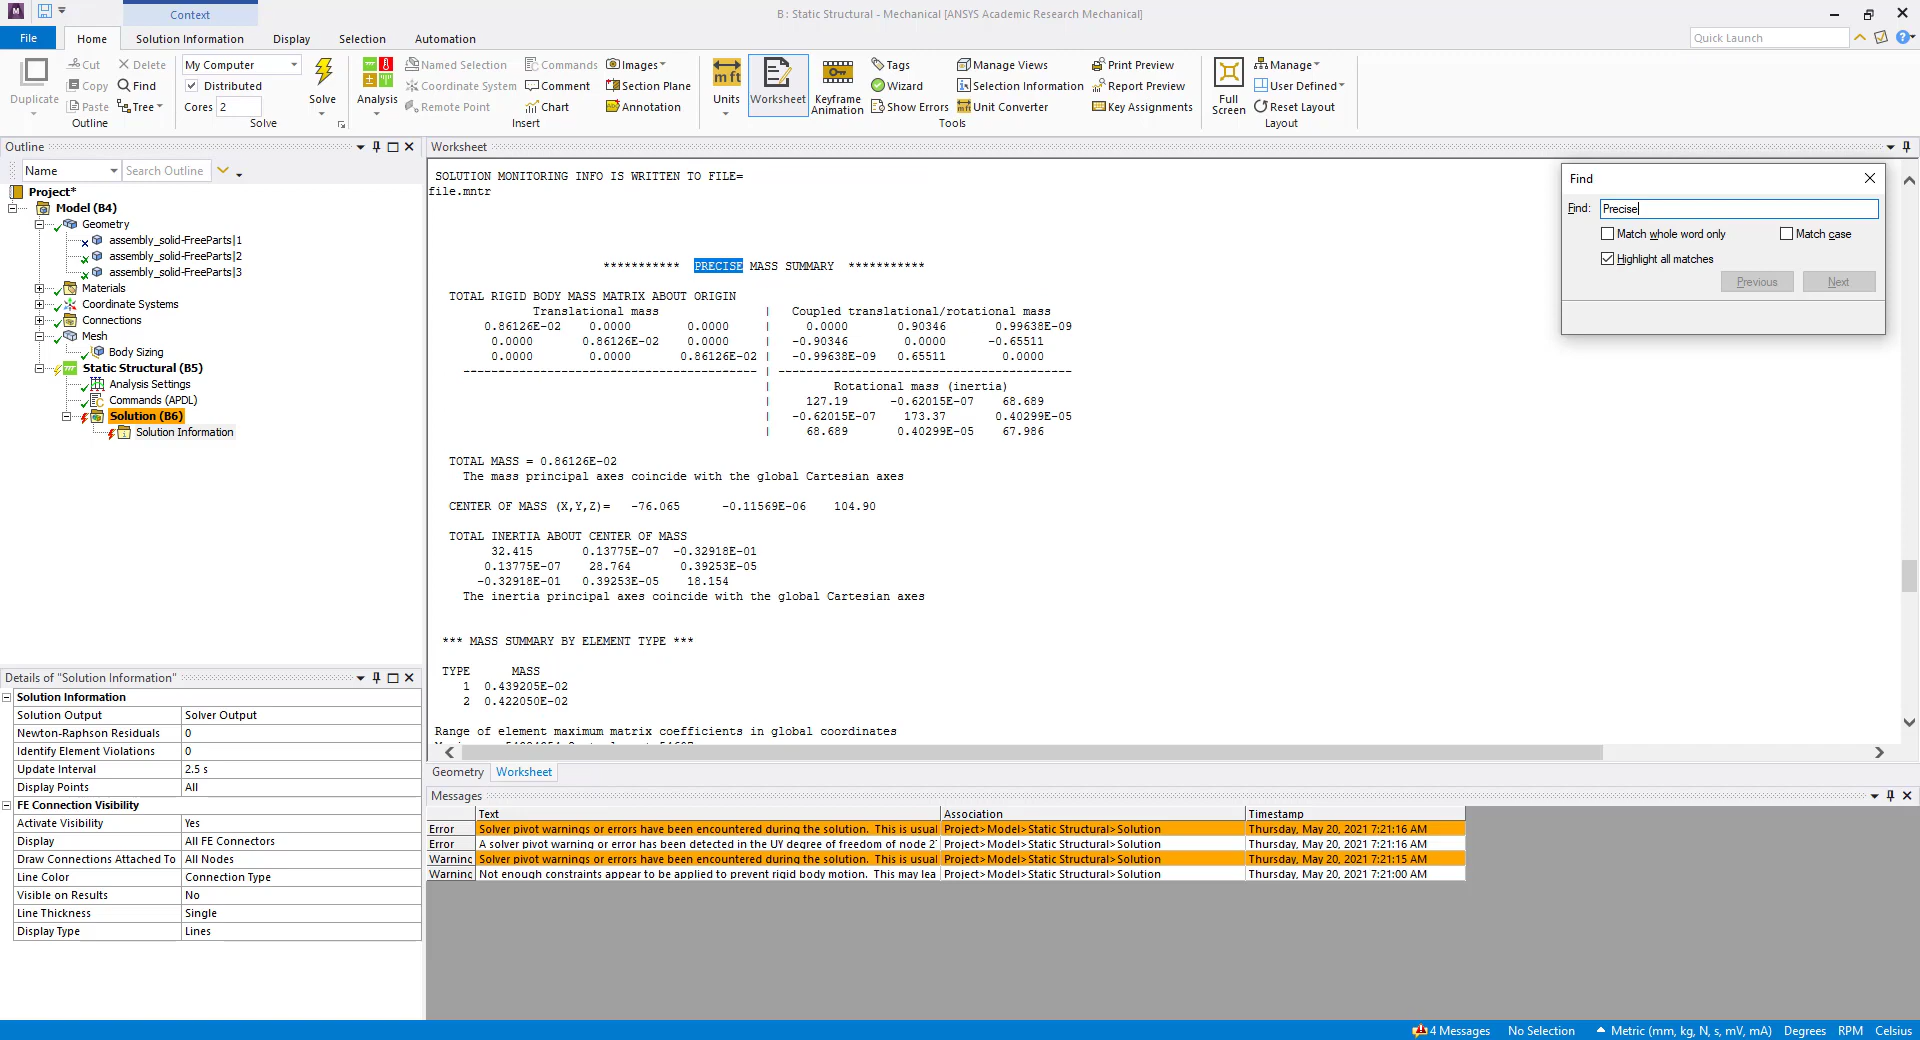 Context
B: Static Structural - Mechanical [ANSYS Academic Research Mechanical]
File Home Solution Information Display Selection Automation
Quick Launch
Duplicate
Cut
Copy
Paste
Delete
Find
Tree
Outline
My Computer
Distributed
Cores 2
Solve
Solve
Analysis
Named Selection
Coordinate System
Remote Point
Commands
Comment
Chart
Images
Section Plane
Annotation
Insert
Units
Worksheet
Keyframe
Animation
Tags
Wizard
Show Errors
Manage Views
Selection Information
Unit Converter
Print Preview
Report Preview
Key Assignments
Tools
Full
Screen
Manage
User Defined
Reset Layout
Layout
Outline
Name Search Outline
Project*
Model (B4)
Geometry
assembly_solid-FreeParts|1
assembly_solid-FreeParts|2
assembly_solid-FreeParts|3
Materials
Coordinate Systems
Connections
Mesh
Body Sizing
Static Structural (B5)
Analysis Settings
Commands (APDL)
Solution (B6)
Solution Information
Details of "Solution Information"
Solution Information
Solution Output Solver Output
Newton-Raphson Residuals 0
Identify Element Violations 0
Update Interval 2.5 s
Display Points All
FE Connection Visibility
Activate Visibility Yes
Display All FE Connectors
Draw Connections Attached To All Nodes
Line Color Connection Type
Visible on Results No
Line Thickness Single
Display Type Lines
Worksheet
SOLUTION MONITORING INFO IS WRITTEN TO FILE=
file.mntr
*********** PRECISE MASS SUMMARY ***********
TOTAL RIGID BODY MASS MATRIX ABOUT ORIGIN
Translational mass | Coupled translational/rotational mass
0.86126E-02 0.0000 0.0000 | 0.0000 0.90346 0.99638E-09
0.0000 0.86126E-02 0.0000 | -0.90346 0.0000 -0.65511
0.0000 0.0000 0.86126E-02 | -0.99638E-09 0.65511 0.0000
------------------------------------------ | ------------------------------------------
| Rotational mass (inertia)
| 127.19 -0.62015E-07 68.689
| -0.62015E-07 173.37 0.40299E-05
| 68.689 0.40299E-05 67.986
TOTAL MASS = 0.86126E-02
The mass principal axes coincide with the global Cartesian axes
CENTER OF MASS (X,Y,Z)= -76.065 -0.11569E-06 104.90
TOTAL INERTIA ABOUT CENTER OF MASS
32.415 0.13775E-07 -0.32918E-01
0.13775E-07 28.764 0.39253E-05
-0.32918E-01 0.39253E-05 18.154
The inertia principal axes coincide with the global Cartesian axes
*** MASS SUMMARY BY ELEMENT TYPE ***
TYPE MASS
1 0.439205E-02
2 0.422050E-02
Range of element maximum matrix coefficients in global coordinates
Geometry Worksheet
Find
Find: Precise
Match whole word only Match case
Highlight all matches
Previous Next
Messages
Text Association Timestamp
Error Solver pivot warnings or errors have been encountered during the solution. This is usual Project>Model>Static Structural>Solution Thursday, May 20, 2021 7:21:16 AM
Error A solver pivot warning or error has been detected in the UY degree of freedom of node 2 Project>Model>Static Structural>Solution Thursday, May 20, 2021 7:21:16 AM
Warning Solver pivot warnings or errors have been encountered during the solution. This is usual Project>Model>Static Structural>Solution Thursday, May 20, 2021 7:21:15 AM
Warning Not enough constraints appear to be applied to prevent rigid body motion. This may lea Project>Model>Static Structural>Solution Thursday, May 20, 2021 7:21:00 AM
4 Messages No Selection Metric (mm, kg, N, s, mV, mA) Degrees RPM Celsius